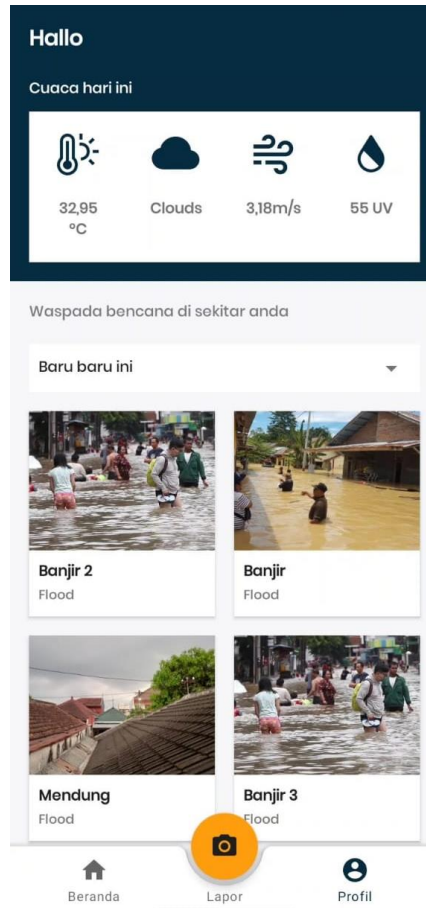 Hallo
Cuaca hari ini
32,95 Clouds 3,18m/s 55 UV
°C
Waspada bencana di sekitar anda
Baru baru ini
Banjir 2 Banjir
Flood Flood
Mendung Banjir 3
Flood Flood
Beranda Lapor Profil